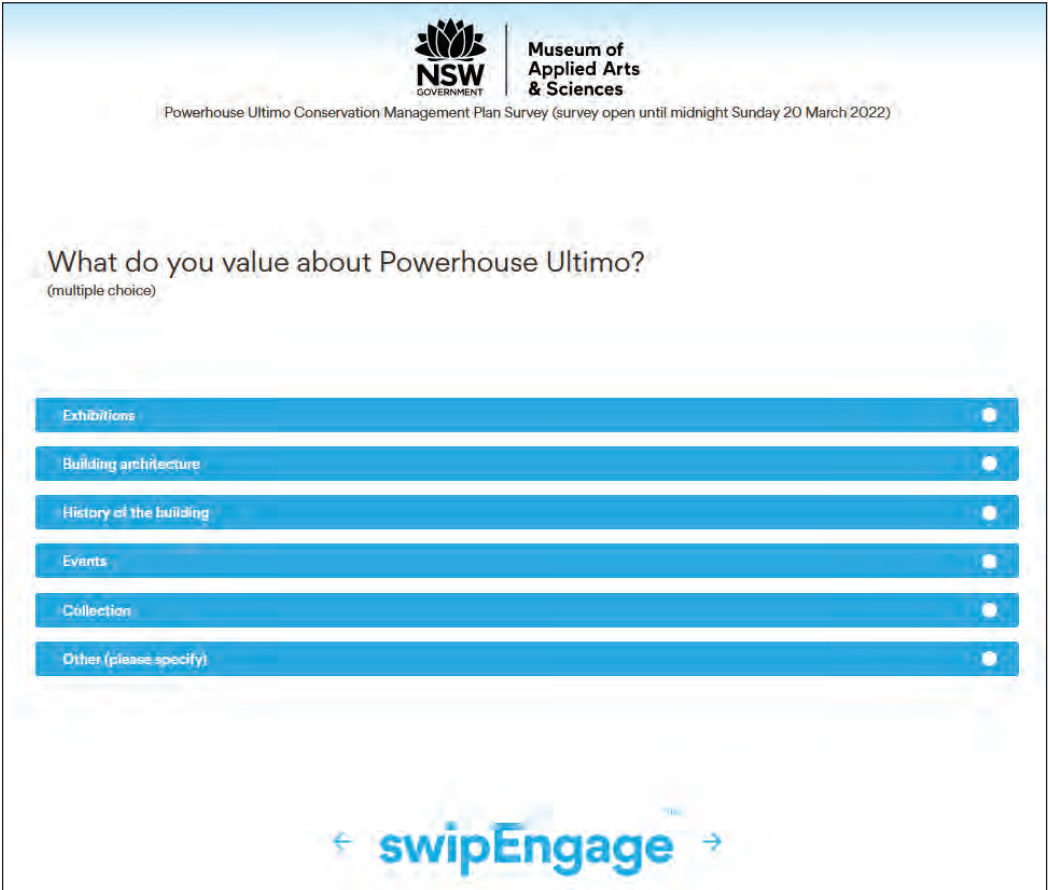 NSW
GOVERNMENT
Museum of
Applied Arts
& Sciences
Powerhouse Ultimo Conservation Management Plan Survey (survey open until midnight Sunday 20 March 2022)
What do you value about Powerhouse Ultimo?
(multiple choice)
Exhibitions
Building architecture
History of the building
Events
Collection
Other (please specify)
← swipEngage →